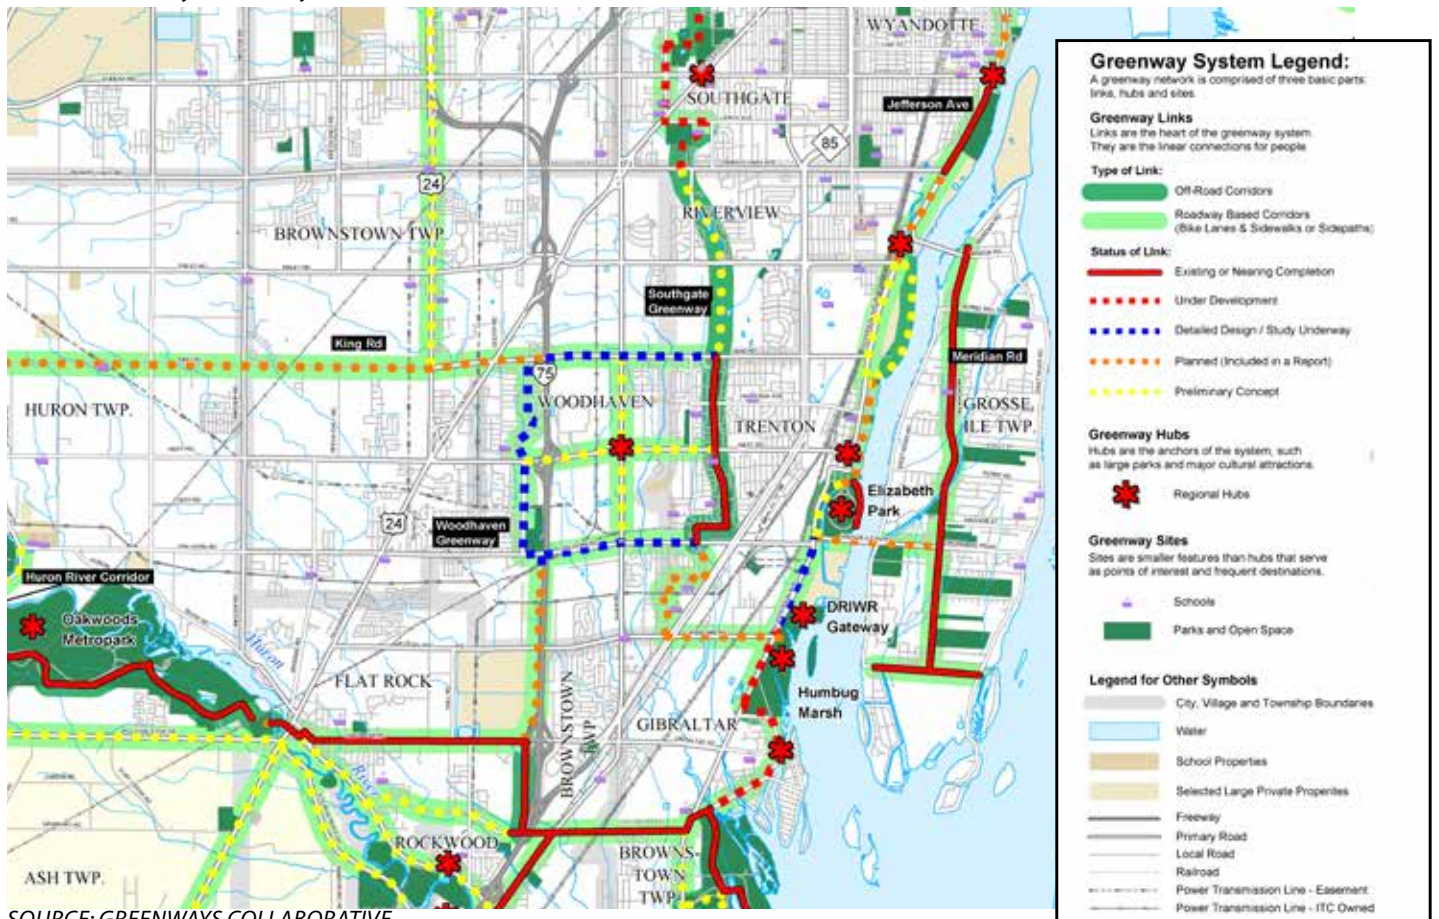 WYANDOTTE
SOUTHGATE
Jefferson Ave
85
24
RIVERVIEW
BROWNSTOWN TWP.
Southgate
Greenway
King Rd
Meridian Rd
75
WOODHAVEN
HURON TWP.
GROSSE
ILE TWP.
TRENTON
Elizabeth
Park
24
Woodhaven
Greenway
Huron River Corridor
Oakwoods
Metropark
DRIWR
Gateway
Huron
FLAT ROCK
Humbug
Marsh
BROWNSTOWN
TWP.
GIBRALTAR
River
ROCKWOOD
BROWNS-
TOWN
TWP.
ASH TWP.
SOURCE: GREENWAYS COLLABORATIVE
Greenway System Legend:
A greenway network is comprised of three basic parts:
links, hubs and sites.
Greenway Links
Links are the heart of the greenway system.
They are the linear connections for people
Type of Link:
Off-Road Corridors
Roadway Based Corridors
(Bike Lanes & Sidewalks or Sidepaths)
Status of Link:
Existing or Nearing Completion
Under Development
Detailed Design / Study Underway
Planned (Included in a Report)
Preliminary Concept
Greenway Hubs
Hubs are the anchors of the system, such
as large parks and major cultural attractions.
Regional Hubs
Greenway Sites
Sites are smaller features than hubs that serve
as points of interest and frequent destinations.
Schools
Parks and Open Space
Legend for Other Symbols
City, Village and Township Boundaries
Water
School Properties
Selected Large Private Properites
Freeway
Primary Road
Local Road
Railroad
Power Transmission Line - Easement
Power Transmission Line - ITC Owned